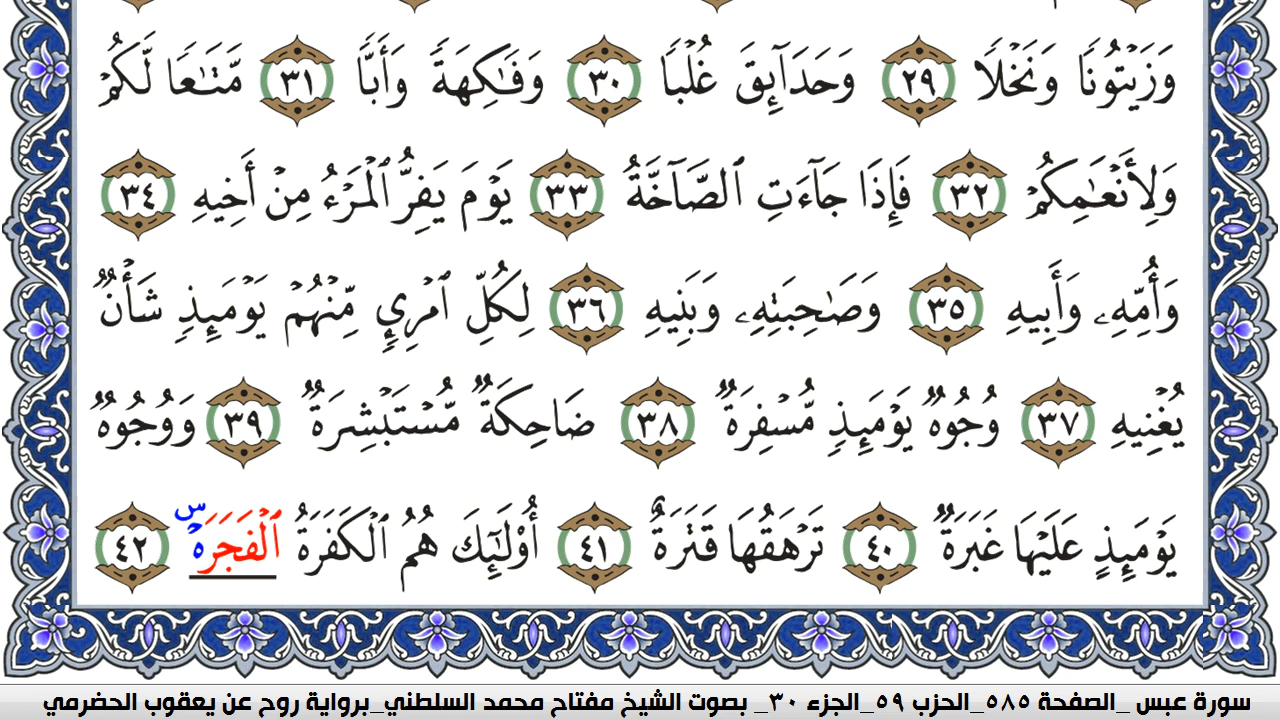 وَزَيۡتُونٗا وَنَخۡلٗا ٢٩ وَحَدَآئِقَ غُلۡبٗا ٣٠ وَفَٰكِهَةٗ وَأَبّٗا ٣١ مَّتَٰعٗا لَّكُمۡ
وَلِأَنۡعَٰمِكُمۡ ٣٢ فَإِذَا جَآءَتِ ٱلصَّآخَّةُ ٣٣ يَوۡمَ يَفِرُّ ٱلۡمَرۡءُ مِنۡ أَخِيهِ ٣٤
وَأُمِّهِۦ وَأَبِيهِ ٣٥ وَصَٰحِبَتِهِۦ وَبَنِيهِ ٣٦ لِكُلِّ ٱمۡرِيٕٖ مِّنۡهُمۡ يَوۡمَئِذٖ شَأۡنٞ
يُغۡنِيهِ ٣٧ وُجُوهٞ يَوۡمَئِذٖ مُّسۡفِرَةٞ ٣٨ ضَاحِكَةٞ مُّسۡتَبۡشِرَةٞ ٣٩ وَوُجُوهٞ
يَوۡمَئِذٍ عَلَيۡهَا غَبَرَةٞ ٤٠ تَرۡهَقُهَا قَتَرَةٌ ٤١ أُوْلَٰٓئِكَ هُمُ ٱلۡكَفَرَةُ ٱلۡفَجَرَهۡ س ٤٢
سورة عبس _الصفحة ٥٨٥_الحزب ٥٩_الجزء ٣٠_ بصوت الشيخ مفتاح محمد السلطني_برواية روح عن يعقوب الحضرمي